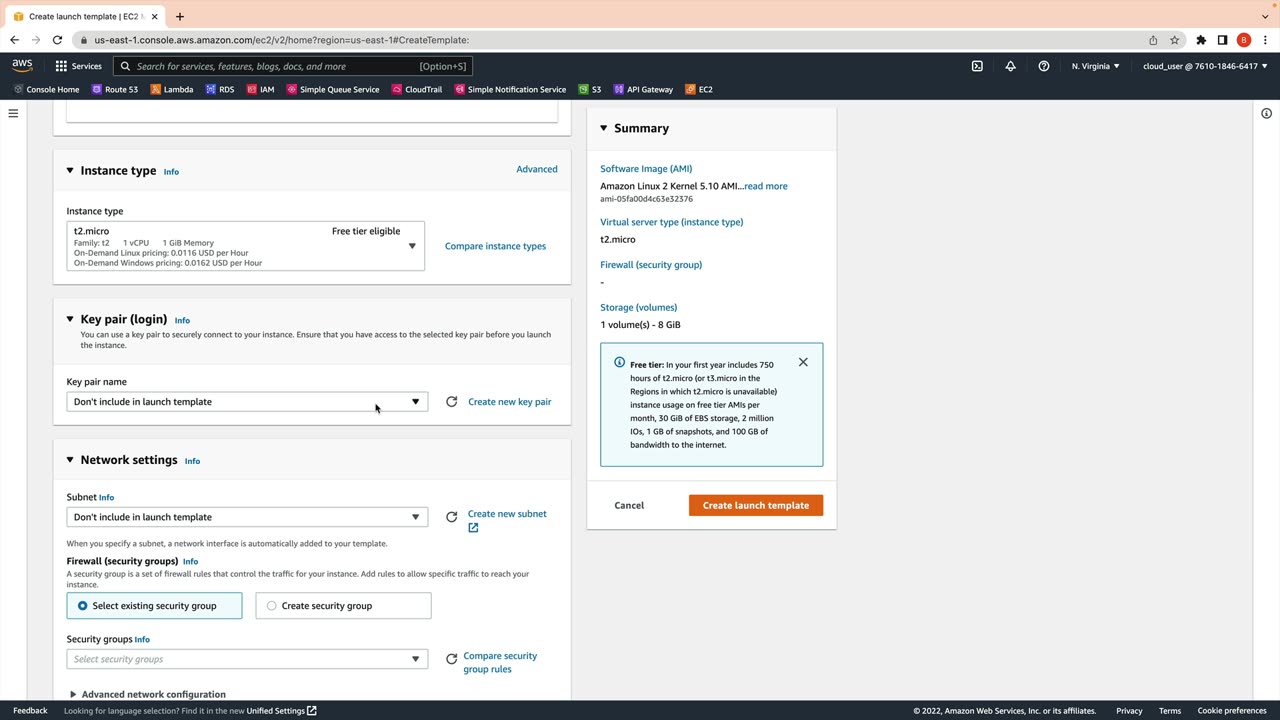 Create launch template | EC2 M
us-east-1.console.aws.amazon.com/ec2/v2/home?region=us-east-1#CreateTemplate:
B
aws
Services
Search for services, features, blogs, docs, and more
[Option+S]
N. Virginia
cloud_user @ 7610-1846-6417
Console Home
Route 53
Lambda
RDS
IAM
Simple Queue Service
CloudTrail
Simple Notification Service
S3
API Gateway
EC2
Instance type Info
Advanced
Instance type
t2.micro
Free tier eligible
Family: t2 1 vCPU 1 GiB Memory
On-Demand Linux pricing: 0.0116 USD per Hour
On-Demand Windows pricing: 0.0162 USD per Hour
Compare instance types
Key pair (login) Info
You can use a key pair to securely connect to your instance. Ensure that you have access to the selected key pair before you launch
the instance.
Key pair name
Don't include in launch template
Create new key pair
Network settings Info
Subnet Info
Don't include in launch template
Create new subnet
When you specify a subnet, a network interface is automatically added to your template.
Firewall (security groups) Info
A security group is a set of firewall rules that control the traffic for your instance. Add rules to allow specific traffic to reach your
instance.
Select existing security group
Create security group
Security groups Info
Select security groups
Compare security
group rules
Advanced network configuration
Summary
Software Image (AMI)
Amazon Linux 2 Kernel 5.10 AMI...read more
ami-05fa00d4c63e32376
Virtual server type (instance type)
t2.micro
Firewall (security group)
-
Storage (volumes)
1 volume(s) - 8 GiB
Free tier: In your first year includes 750
hours of t2.micro (or t3.micro in the
Regions in which t2.micro is unavailable)
instance usage on free tier AMIs per
month, 30 GiB of EBS storage, 2 million
IOs, 1 GB of snapshots, and 100 GB of
bandwidth to the internet.
Cancel
Create launch template
Feedback
Looking for language selection? Find it in the new Unified Settings
© 2022, Amazon Web Services, Inc. or its affiliates.
Privacy
Terms
Cookie preferences